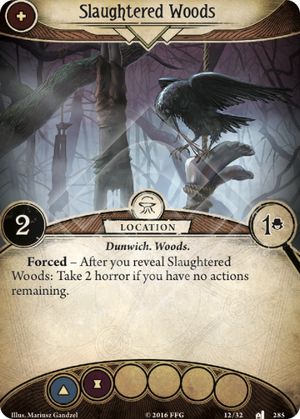 Slaughtered Woods
2
LOCATION
1
Dunwich. Woods.
Forced – After you reveal Slaughtered
Woods: Take 2 horror if you have no actions
remaining.
Illus. Mariusz Gandzel
© 2016 FFG
12/32
285